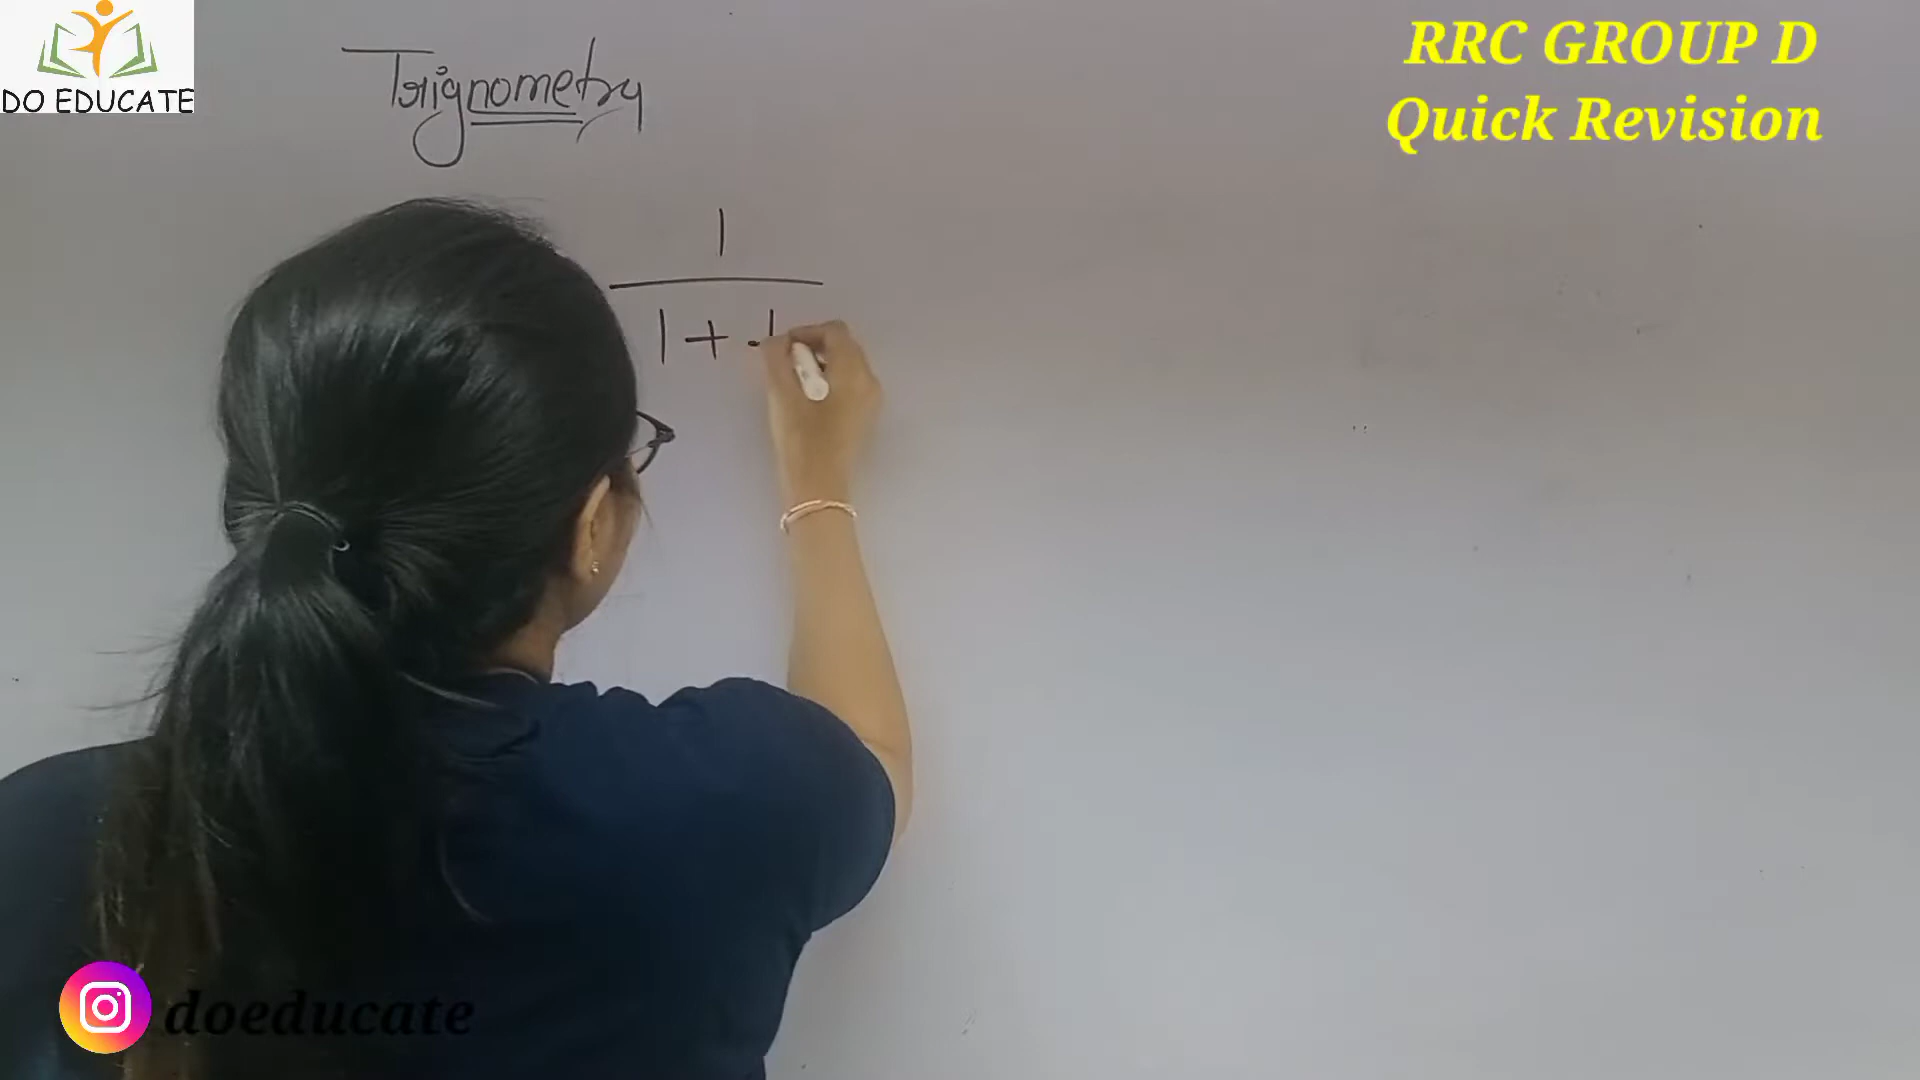 DO EDUCATE
RRC GROUP D
Quick Revision
Trignometry
1
1 +
doeducate